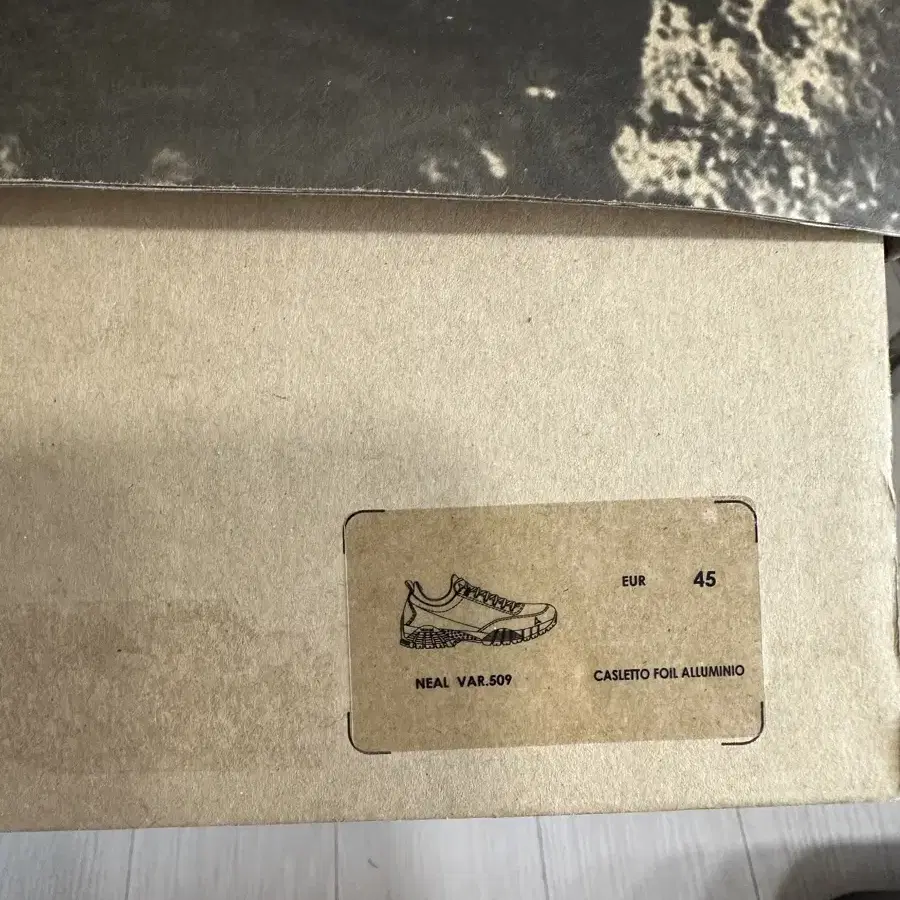 EUR 45
NEAL VAR.509
CASLETTO FOIL ALLUMINIO